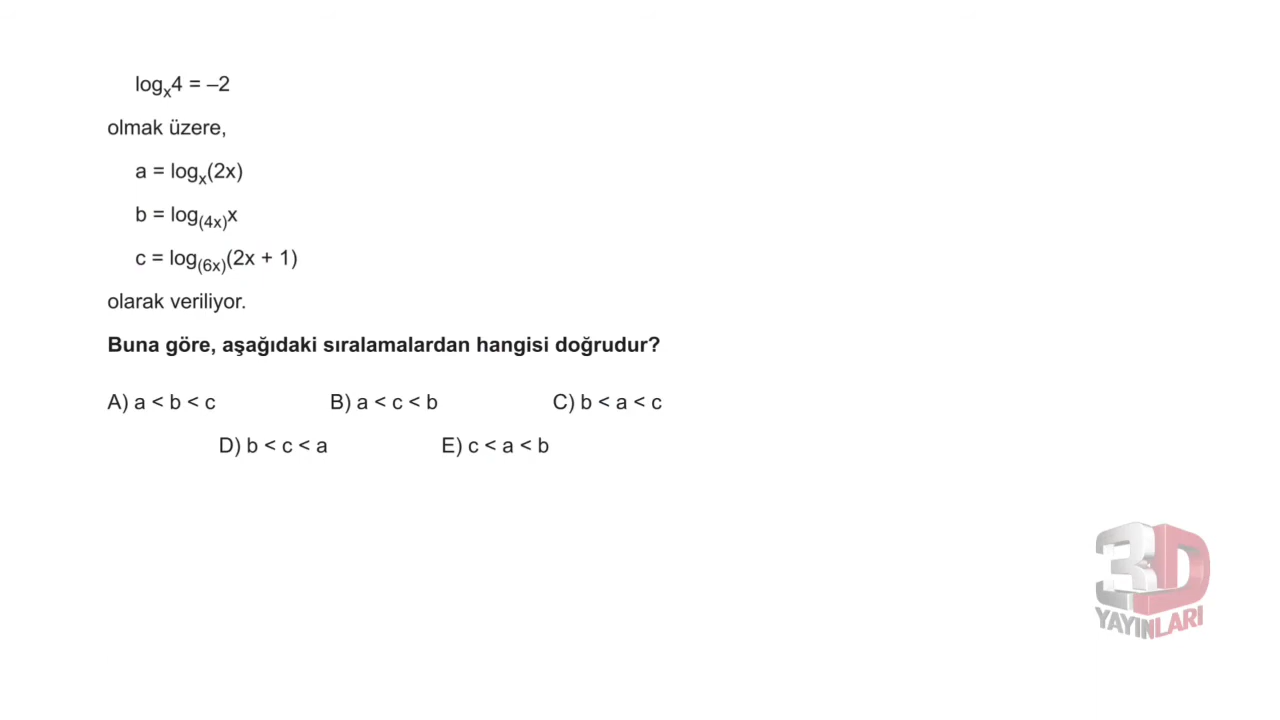 logₓ4 = –2
olmak üzere,
a = logₓ(2x)
b = log₍₄ₓ₎x
c = log₍₆ₓ₎(2x + 1)
olarak veriliyor.
Buna göre, aşağıdaki sıralamalardan hangisi doğrudur?
A) a < b < c B) a < c < b C) b < a < c
D) b < c < a E) c < a < b
3D
YAYINLARI